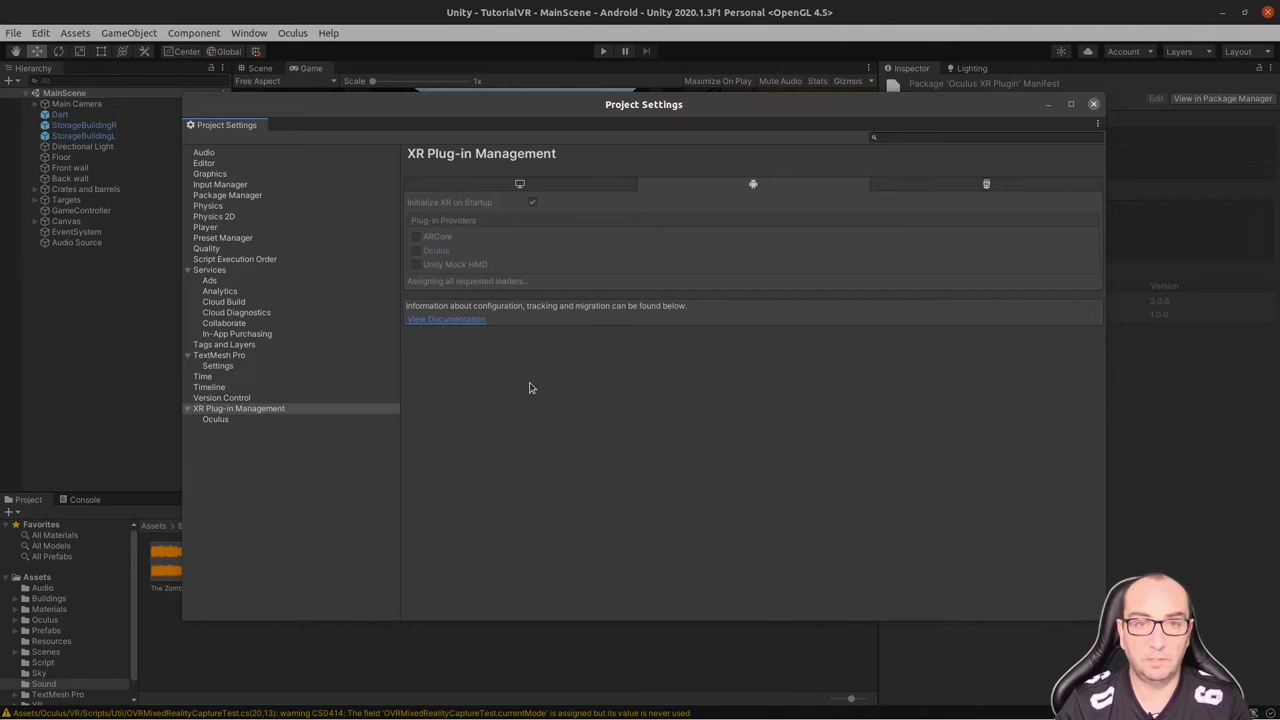 Unity - TutorialVR - MainScene - Android - Unity 2020.1.3f1 Personal <OpenGL 4.5>
File Edit Assets GameObject Component Window Oculus Help
Center Global Account Layers Layout
Hierarchy
Scene Game
Inspector Lighting
All
Free Aspect Scale 1x Maximum On Play Mute Audio Stats Gizmos
Package 'Oculus XR Plugin' Manifest
Edit View in Package Manager
MainScene
Main Camera
Dart
StorageBuildingR
StorageBuildingL
Directional Light
Floor
Front wall
Back wall
Crates and barrels
Targets
GameController
Canvas
EventSystem
Audio Source
Project Settings
Project Settings
Audio
Editor
Graphics
Input Manager
Package Manager
Physics
Physics 2D
Player
Preset Manager
Quality
Script Execution Order
Services
Ads
Analytics
Cloud Build
Cloud Diagnostics
Collaborate
In-App Purchasing
Tags and Layers
TextMesh Pro
Settings
Time
Timeline
Version Control
XR Plug-in Management
Oculus
XR Plug-in Management
Initialize XR on Startup
Plug-in Providers
ARCore
Oculus
Unity Mock HMD
Assigning all requested loaders...
Information about configuration, tracking and migration can be found below.
View Documentation
Version
3.0.6
1.0.0
Project Console
Favorites
All Materials
All Models
All Prefabs
Assets
Audio
Buildings
Materials
Oculus
Prefabs
Resources
Scenes
Script
Sky
Sound
TextMesh Pro
XR
Assets > S
The Zomb
Assets/Oculus/VR/Scripts/Util/OVRMixedRealityCaptureTest.cs(20,13): warning CS0414: The field 'OVRMixedRealityCaptureTest.currentMode' is assigned but its value is never used